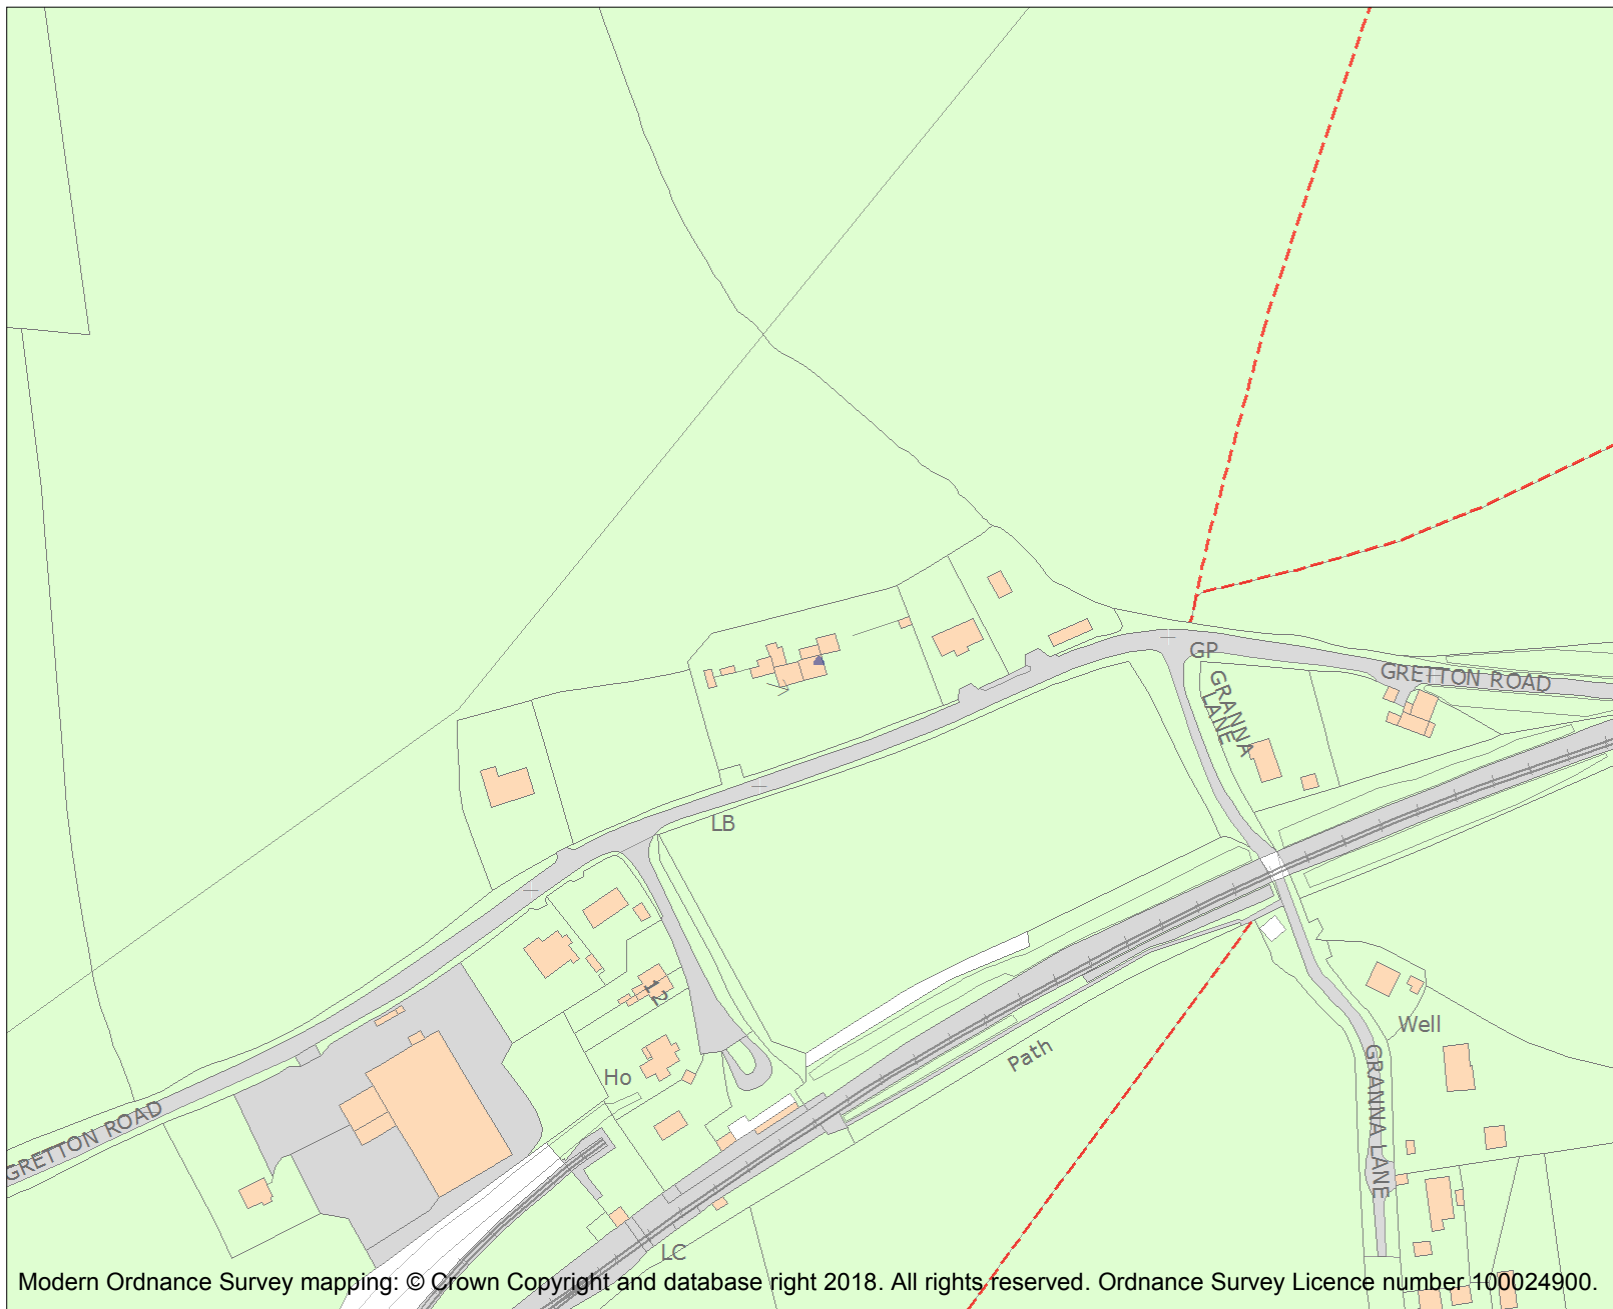 GP
GRETTON ROAD
GRANNA
LANE
LB
12
Well
Path
Ho
GRANNA LANE
GRETTON ROAD
LC
Modern Ordnance Survey mapping: © Crown Copyright and database right 2018. All rights reserved. Ordnance Survey Licence number 100024900.